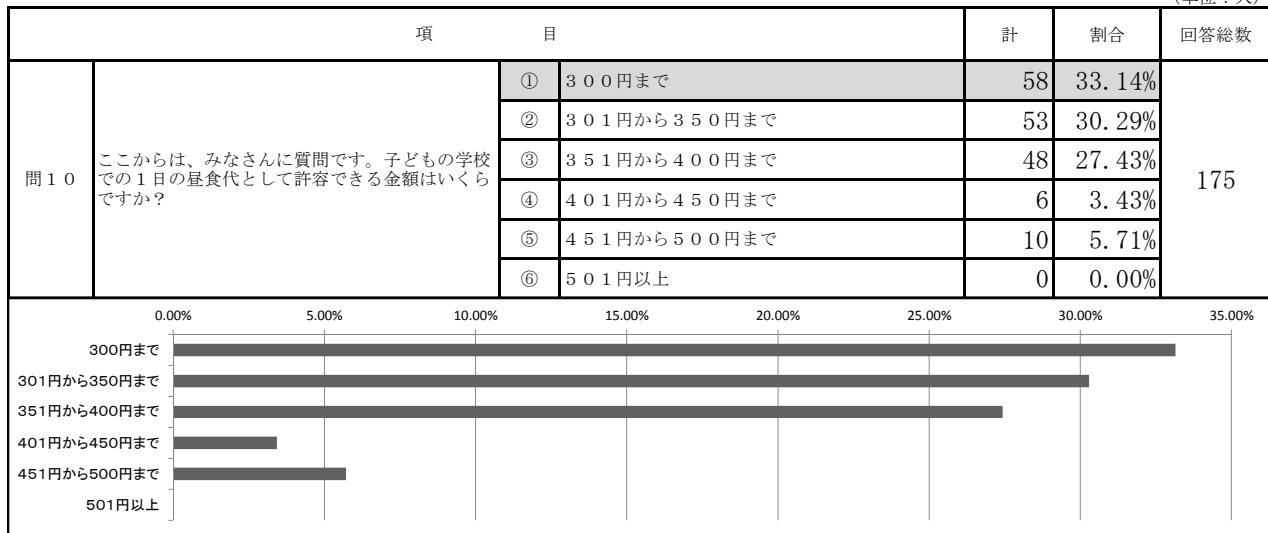 (単位：人)
項　目 計 割合 回答総数
問１０ ここからは、みなさんに質問です。子どもの学校
での１日の昼食代として許容できる金額はいくら
ですか？
① ３００円まで 58 33.14%
② ３０１円から３５０円まで 53 30.29%
③ ３５１円から４００円まで 48 27.43%
④ ４０１円から４５０円まで 6 3.43%
⑤ ４５１円から５００円まで 10 5.71%
⑥ ５０１円以上 0 0.00%
175
0.00% 5.00% 10.00% 15.00% 20.00% 25.00% 30.00% 35.00%
300円まで
301円から350円まで
351円から400円まで
401円から450円まで
451円から500円まで
501円以上